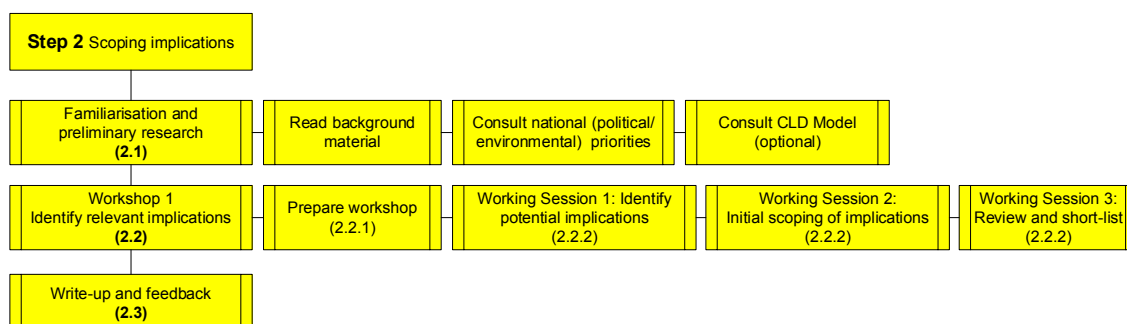 Step 2 Scoping implications
Familiarisation and
preliminary research
(2.1)
Read background
material
Consult national (political/
environmental) priorities
Consult CLD Model
(optional)
Workshop 1
Identify relevant implications
(2.2)
Prepare workshop
(2.2.1)
Working Session 1: Identify
potential implications
(2.2.2)
Working Session 2:
Initial scoping of implications
(2.2.2)
Working Session 3:
Review and short-list
(2.2.2)
Write-up and feedback
(2.3)